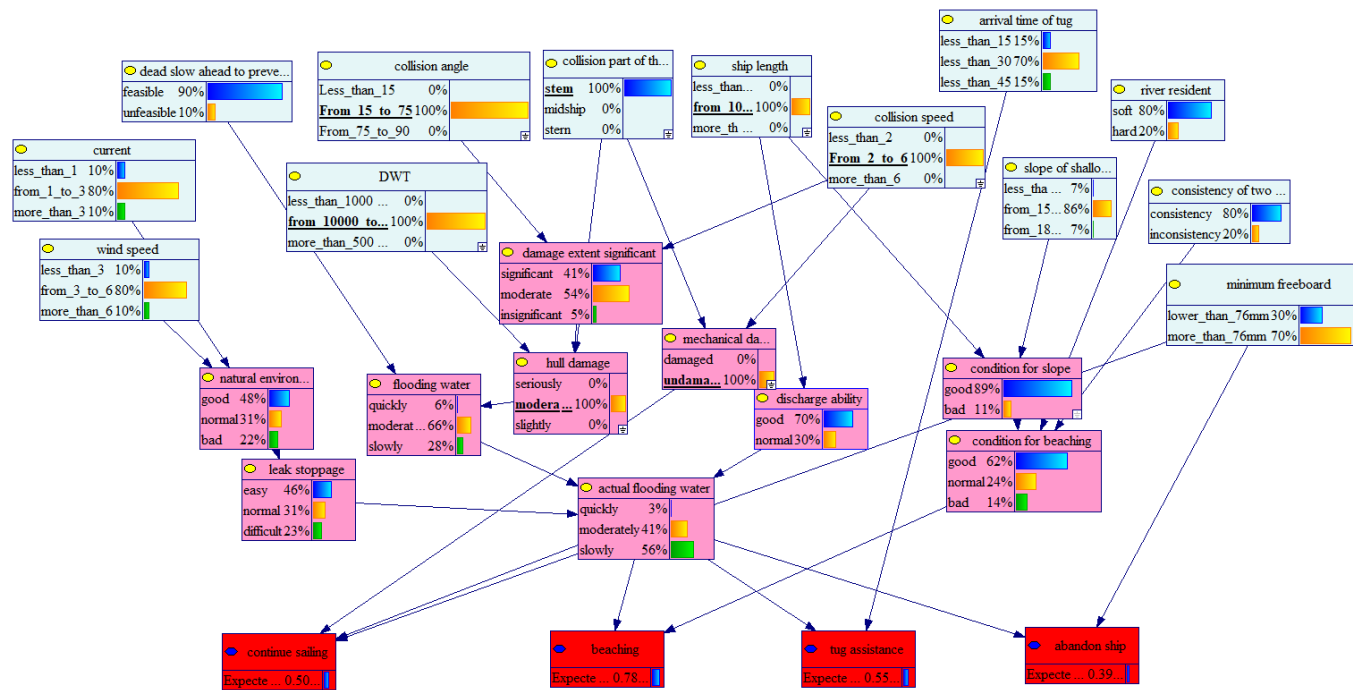 dead slow ahead to preve...
feasible 90%
unfeasible 10%
collision angle
Less_than_15 0%
From_15_to_75 100%
From_75_to_90 0%
collision part of th...
stem 100%
midship 0%
stern 0%
ship length
less_than... 0%
from_10... 100%
more_th ... 0%
arrival time of tug
less_than_15 15%
less_than_30 70%
less_than_45 15%
river resident
soft 80%
hard 20%
collision speed
less_than_2 0%
From_2_to_6 100%
more_than_6 0%
current
less_than_1 10%
from_1_to_3 80%
more_than_3 10%
DWT
less_than_1000 ... 0%
from_10000_to... 100%
more_than_500 ... 0%
slope of shallo...
less_tha ... 7%
from_15... 86%
from_18... 7%
consistency of two ...
consistency 80%
inconsistency 20%
wind speed
less_than_3 10%
from_3_to_6 80%
more_than_6 10%
damage extent significant
significant 41%
moderate 54%
insignificant 5%
minimum freeboard
lower_than_76mm 30%
more_than_76mm 70%
mechanical da...
damaged 0%
undama... 100%
hull damage
seriously 0%
modera ... 100%
slightly 0%
condition for slope
good 89%
bad 11%
natural environ...
good 48%
normal 31%
bad 22%
flooding water
quickly 6%
moderat ... 66%
slowly 28%
discharge ability
good 70%
normal 30%
condition for beaching
good 62%
normal 24%
bad 14%
leak stoppage
easy 46%
normal 31%
difficult 23%
actual flooding water
quickly 3%
moderately 41%
slowly 56%
continue sailing
Expecte ... 0.50...
beaching
Expecte ... 0.78...
tug assistance
Expecte ... 0.55...
abandon ship
Expecte ... 0.39...